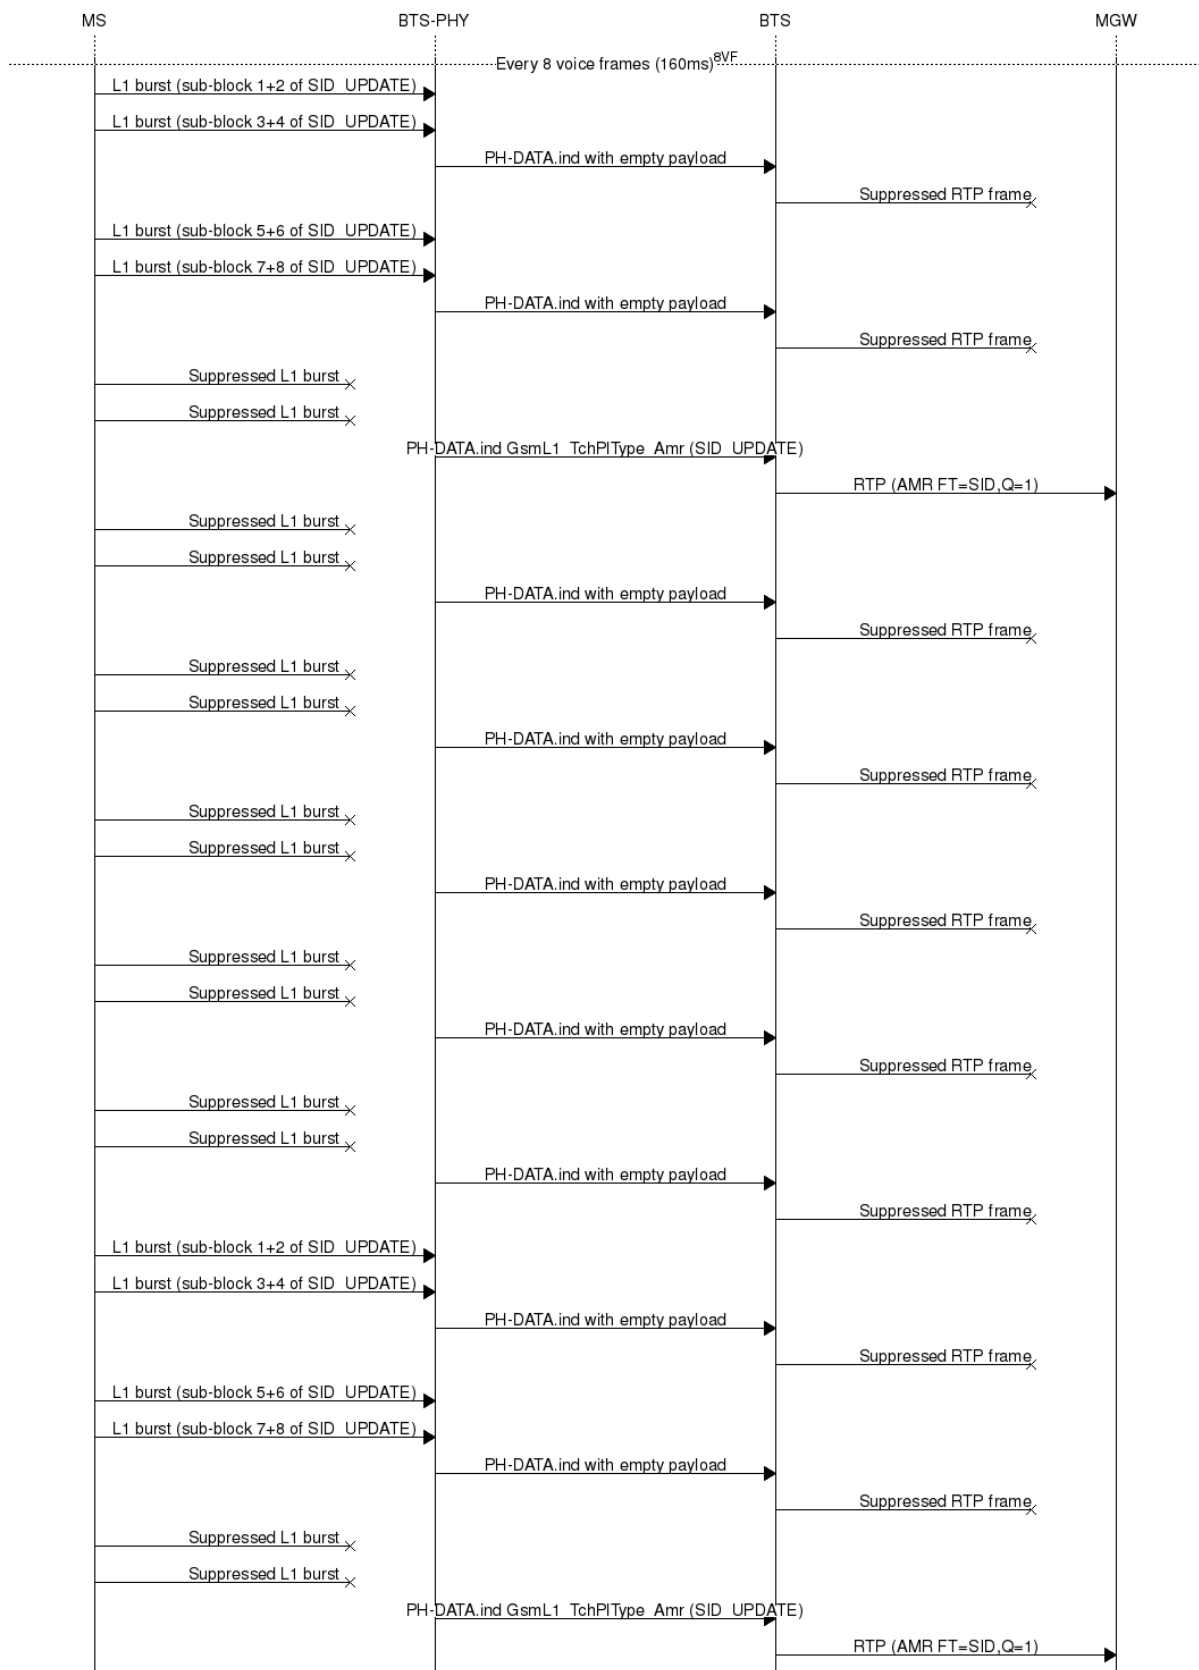 MS BTS-PHY BTS MGW
Every 8 voice frames (160ms) 8VF
L1 burst (sub-block 1+2 of SID_UPDATE)
L1 burst (sub-block 3+4 of SID_UPDATE)
PH-DATA.ind with empty payload
Suppressed RTP frame
L1 burst (sub-block 5+6 of SID_UPDATE)
L1 burst (sub-block 7+8 of SID_UPDATE)
PH-DATA.ind with empty payload
Suppressed RTP frame
Suppressed L1 burst
Suppressed L1 burst
PH-DATA.ind GsmL1_TchPlType_Amr (SID_UPDATE)
RTP (AMR FT=SID,Q=1)
Suppressed L1 burst
Suppressed L1 burst
PH-DATA.ind with empty payload
Suppressed RTP frame
Suppressed L1 burst
Suppressed L1 burst
PH-DATA.ind with empty payload
Suppressed RTP frame
Suppressed L1 burst
Suppressed L1 burst
PH-DATA.ind with empty payload
Suppressed RTP frame
Suppressed L1 burst
Suppressed L1 burst
PH-DATA.ind with empty payload
Suppressed RTP frame
Suppressed L1 burst
Suppressed L1 burst
PH-DATA.ind with empty payload
Suppressed RTP frame
L1 burst (sub-block 1+2 of SID_UPDATE)
L1 burst (sub-block 3+4 of SID_UPDATE)
PH-DATA.ind with empty payload
Suppressed RTP frame
L1 burst (sub-block 5+6 of SID_UPDATE)
L1 burst (sub-block 7+8 of SID_UPDATE)
PH-DATA.ind with empty payload
Suppressed RTP frame
Suppressed L1 burst
Suppressed L1 burst
PH-DATA.ind GsmL1_TchPlType_Amr (SID_UPDATE)
RTP (AMR FT=SID,Q=1)